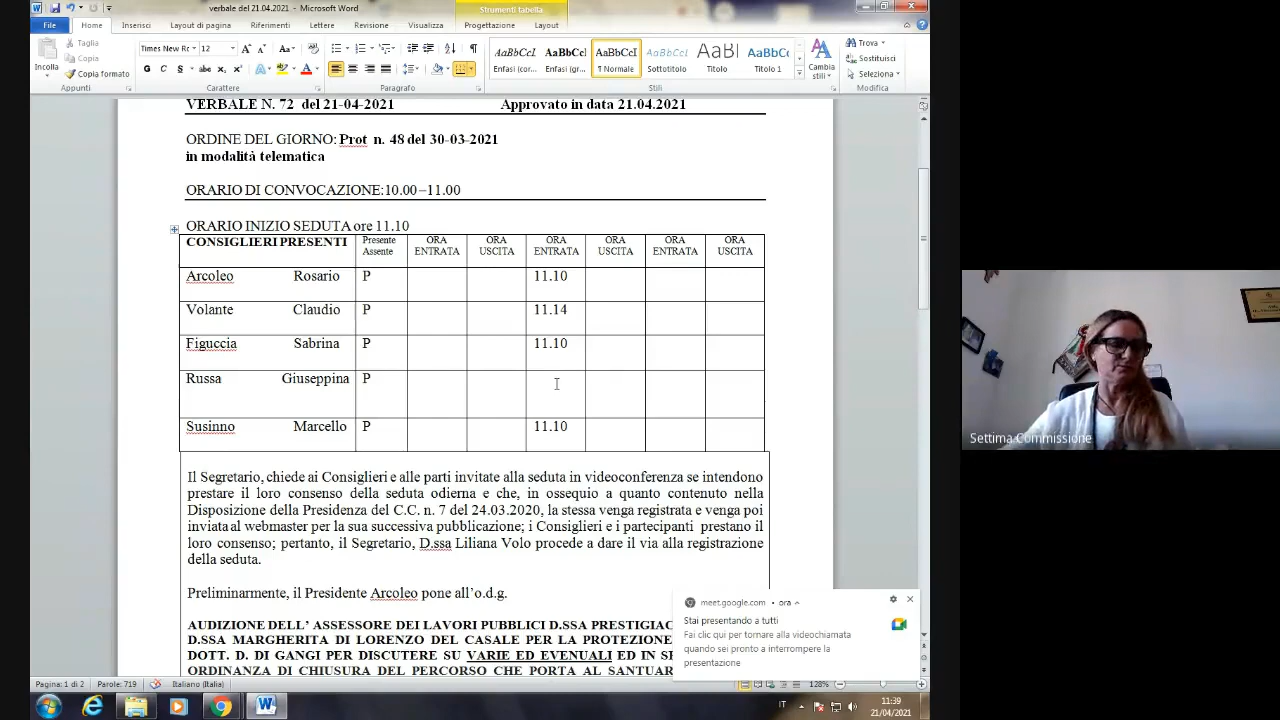 verbale del 21.04.2021 - Microsoft Word
Strumenti tabella
File
Home
Inserisci
Layout di pagina
Riferimenti
Lettere
Revisione
Visualizza
Progettazione
Layout
Incolla
Taglia
Copia
Copia formato
Appunti
Times New Ro
12
Carattere
Paragrafo
AaBbCcI
Enfasi (cor...
AaBbCc
Enfasi (gr...
AaBbCcI
¶ Normale
AaBbCcI
Sottotitolo
AaBl
Titolo
AaBbCc
Titolo 1
Cambia stili
Stili
Trova
Sostituisci
Seleziona
Modifica
VERBALE N. 72 del 21-04-2021 Approvato in data 21.04.2021
ORDINE DEL GIORNO: Prot n. 48 del 30-03-2021
in modalità telematica
ORARIO DI CONVOCAZIONE:10.00 –11.00
ORARIO INIZIO SEDUTA ore 11.10
CONSIGLIERI PRESENTI Presente Assente ORA ENTRATA ORA USCITA ORA ENTRATA ORA USCITA ORA ENTRATA ORA USCITA
Arcoleo Rosario P 11.10
Volante Claudio P 11.14
Figuccia Sabrina P 11.10
Russa Giuseppina P
Susinno Marcello P 11.10
Il Segretario, chiede ai Consiglieri e alle parti invitate alla seduta in videoconferenza se intendono
prestare il loro consenso della seduta odierna e che, in ossequio a quanto contenuto nella
Disposizione della Presidenza del C.C. n. 7 del 24.03.2020, la stessa venga registrata e venga poi
inviata al webmaster per la sua successiva pubblicazione; i Consiglieri e i partecipanti prestano il
loro consenso; pertanto, il Segretario, D.ssa Liliana Volo procede a dare il via alla registrazione
della seduta.
Preliminarmente, il Presidente Arcoleo pone all’o.d.g.
AUDIZIONE DELL’ ASSESSORE DEI LAVORI PUBBLICI D.SSA PRESTIGIAC
D.SSA MARGHERITA DI LORENZO DEL CASALE PER LA PROTEZIONE
DOTT D. DI GANGI PER DISCUTERE SU VARIE ED EVENUALI ED IN SE
ORDINANZA DI CHIUSURA DEL PERCORSO CHE PORTA AL SANTUAR
meet.google.com • ora
Stai presentando a tutti
Fai clic qui per tornare alla videochiamata
quando sei pronto a interrompere la
presentazione
Settima Commissione
Pagina: 1 di 2
Parole: 719
Italiano (Italia)
128%
IT
11:39
21/04/2021